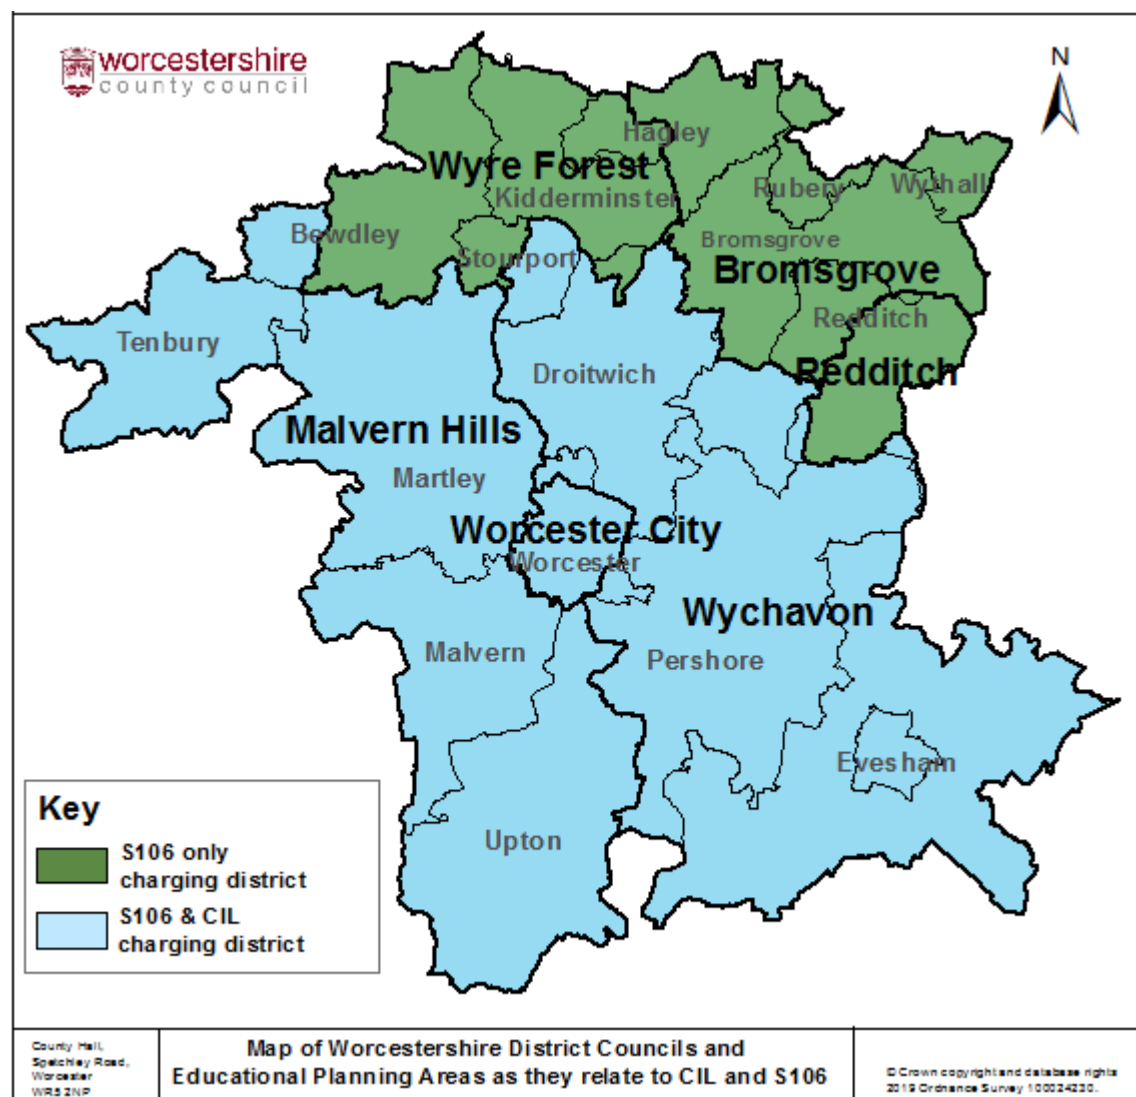 worcestershire
county council
N
Hagley
Wyre Forest
Kidderminster
Rubery
Wythall
Bewdley
Stourport
Bromsgrove
Bromsgrove
Tenbury
Redditch
Droitwich
Redditch
Malvern Hills
Martley
Worcester City
Worcester
Wychavon
Malvern
Pershore
Evesham
Upton
Key
S106 only
charging district
S106 & CIL
charging district
County Hall,
Spetchley Road,
Worcester
WR5 2NP
Map of Worcestershire District Councils and
Educational Planning Areas as they relate to CIL and S106
© Crown copyright and database rights
2019 Ordnance Survey 100024230.